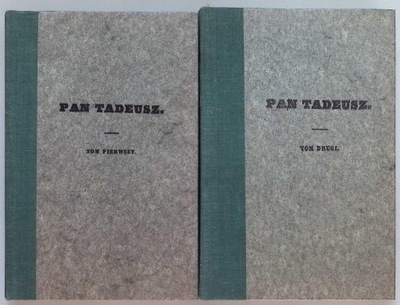 PAN TADEUSZ.
TOM PIERWSZY.
PAN TADEUSZ.
TOM DRUGI.